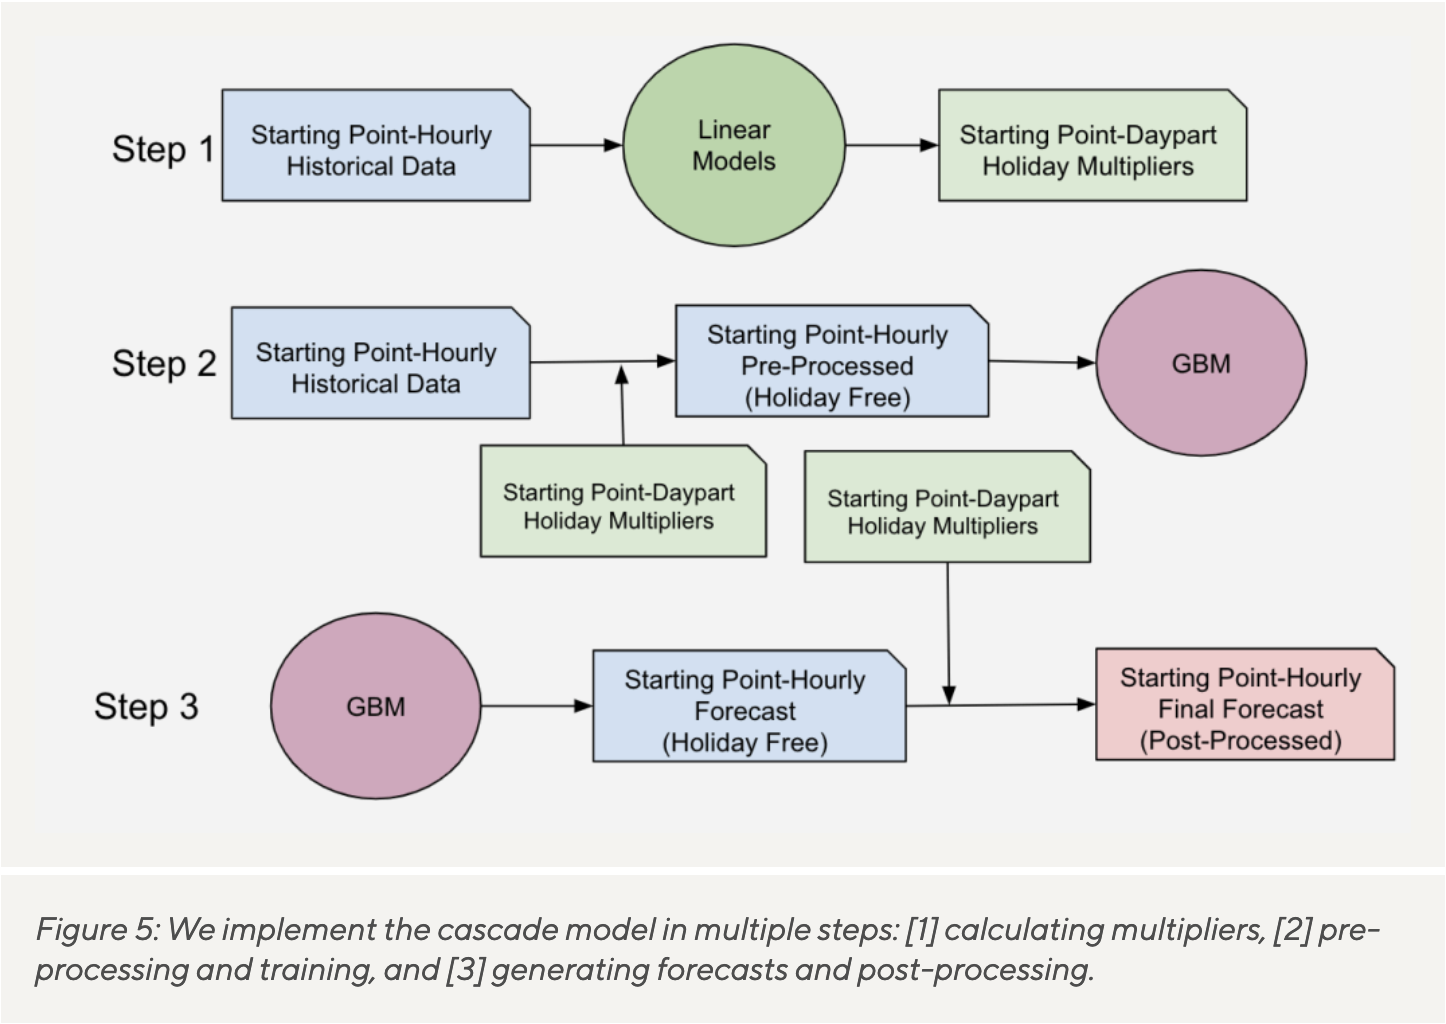 Step 1
Starting Point-Hourly
Historical Data
Linear
Models
Starting Point-Daypart
Holiday Multipliers
Step 2
Starting Point-Hourly
Historical Data
Starting Point-Hourly
Pre-Processed
(Holiday Free)
GBM
Starting Point-Daypart
Holiday Multipliers
Starting Point-Daypart
Holiday Multipliers
Step 3
GBM
Starting Point-Hourly
Forecast
(Holiday Free)
Starting Point-Hourly
Final Forecast
(Post-Processed)
Figure 5: We implement the cascade model in multiple steps: [1] calculating multipliers, [2] pre-
processing and training, and [3] generating forecasts and post-processing.